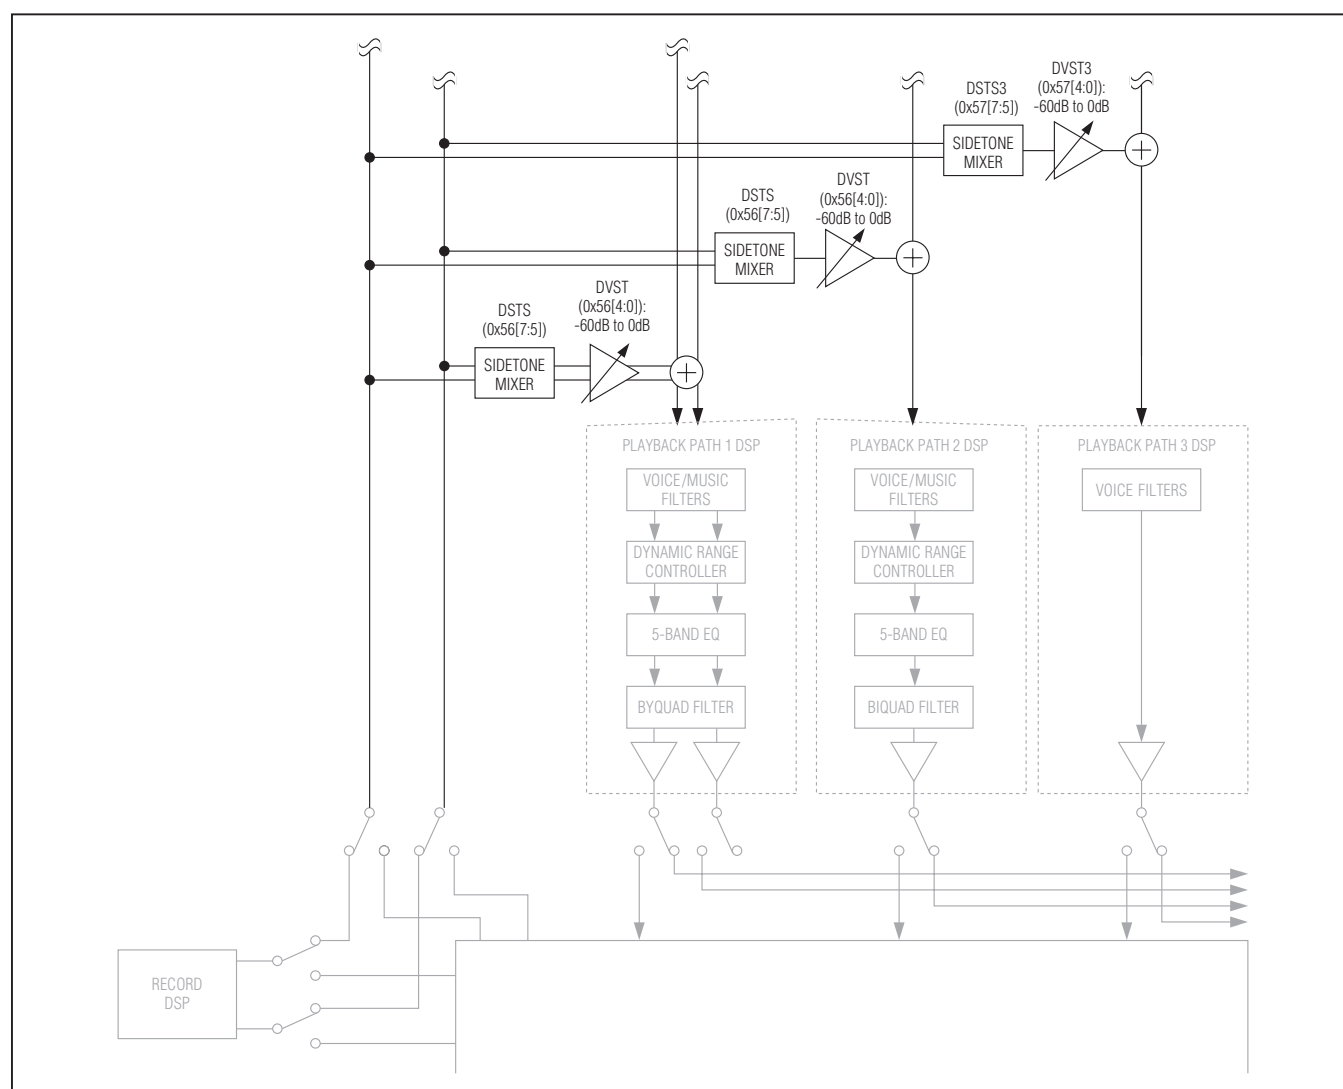 DSTS3
(0x57[7:5])
DVST3
(0x57[4:0]):
-60dB to 0dB
SIDETONE
MIXER
DSTS
(0x56[7:5])
DVST
(0x56[4:0]):
-60dB to 0dB
SIDETONE
MIXER
DSTS
(0x56[7:5])
DVST
(0x56[4:0]):
-60dB to 0dB
SIDETONE
MIXER
PLAYBACK PATH 1 DSP
VOICE/MUSIC
FILTERS
DYNAMIC RANGE
CONTROLLER
5-BAND EQ
BYQUAD FILTER
PLAYBACK PATH 2 DSP
VOICE/MUSIC
FILTERS
DYNAMIC RANGE
CONTROLLER
5-BAND EQ
BIQUAD FILTER
PLAYBACK PATH 3 DSP
VOICE FILTERS
RECORD
DSP